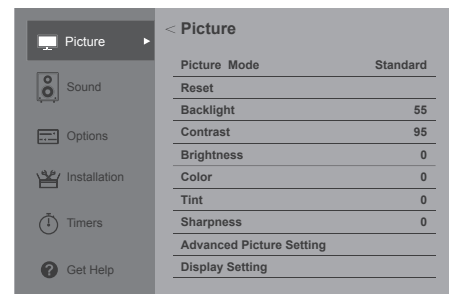 Picture
Sound
Options
Installation
Timers
Get Help
< Picture
Picture Mode Standard
Reset
Backlight 55
Contrast 95
Brightness 0
Color 0
Tint 0
Sharpness 0
Advanced Picture Setting
Display Setting